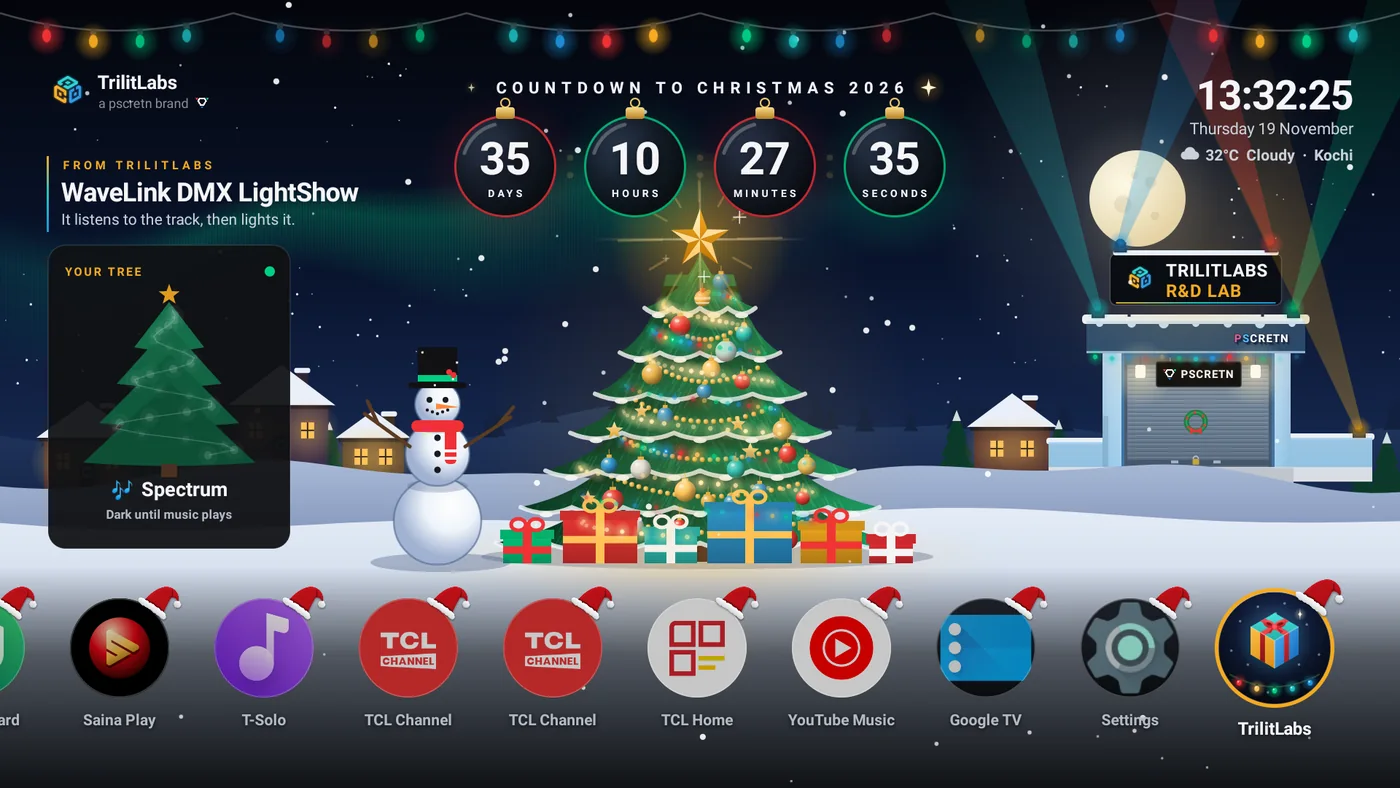 TrilitLabs
a pscretn brand
COUNTDOWN TO CHRISTMAS 2026
35
DAYS
10
HOURS
27
MINUTES
35
SECONDS
13:32:25
Thursday 19 November
32°C Cloudy · Kochi
FROM TRILITLABS
WaveLink DMX LightShow
It listens to the track, then lights it.
YOUR TREE
Spectrum
Dark until music plays
TRILITLABS
R&D LAB
PSCRETN
PSCRETN
TCL
CHANNEL
TCL
CHANNEL
ard
Saina Play
T-Solo
TCL Channel
TCL Channel
TCL Home
YouTube Music
Google TV
Settings
TrilitLabs